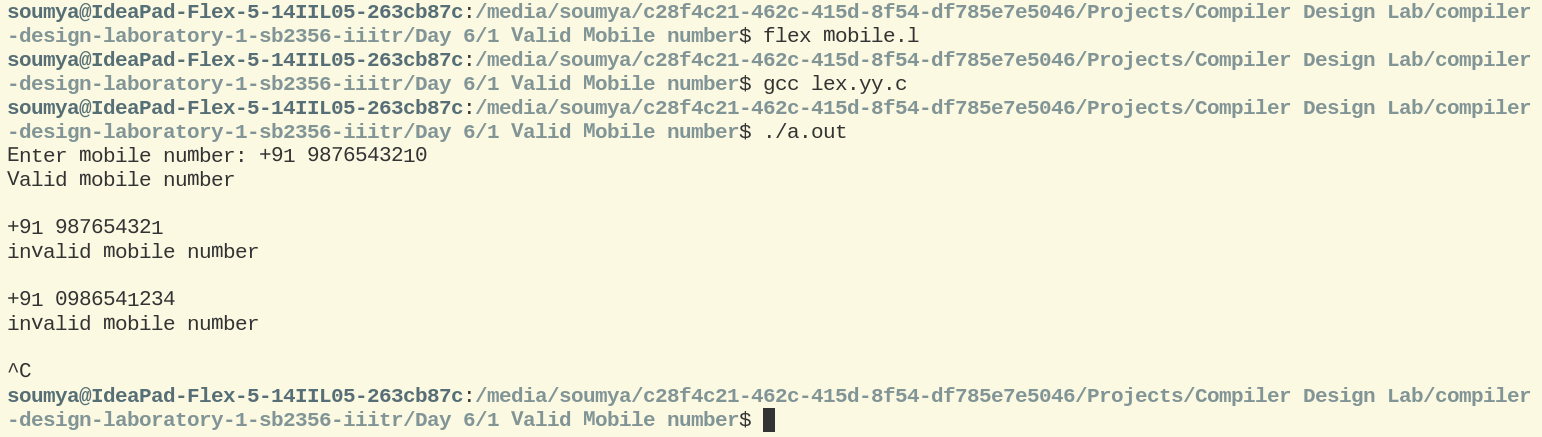 soumya@IdeaPad-Flex-5-14IIL05-263cb87c:/media/soumya/c28f4c21-462c-415d-8f54-df785e7e5046/Projects/Compiler Design Lab/compiler
-design-laboratory-1-sb2356-iiitr/Day 6/1 Valid Mobile number$ flex mobile.l
soumya@IdeaPad-Flex-5-14IIL05-263cb87c:/media/soumya/c28f4c21-462c-415d-8f54-df785e7e5046/Projects/Compiler Design Lab/compiler
-design-laboratory-1-sb2356-iiitr/Day 6/1 Valid Mobile number$ gcc lex.yy.c
soumya@IdeaPad-Flex-5-14IIL05-263cb87c:/media/soumya/c28f4c21-462c-415d-8f54-df785e7e5046/Projects/Compiler Design Lab/compiler
-design-laboratory-1-sb2356-iiitr/Day 6/1 Valid Mobile number$ ./a.out
Enter mobile number: +91 9876543210
Valid mobile number

+91 987654321
invalid mobile number

+91 0986541234
invalid mobile number

^C
soumya@IdeaPad-Flex-5-14IIL05-263cb87c:/media/soumya/c28f4c21-462c-415d-8f54-df785e7e5046/Projects/Compiler Design Lab/compiler
-design-laboratory-1-sb2356-iiitr/Day 6/1 Valid Mobile number$